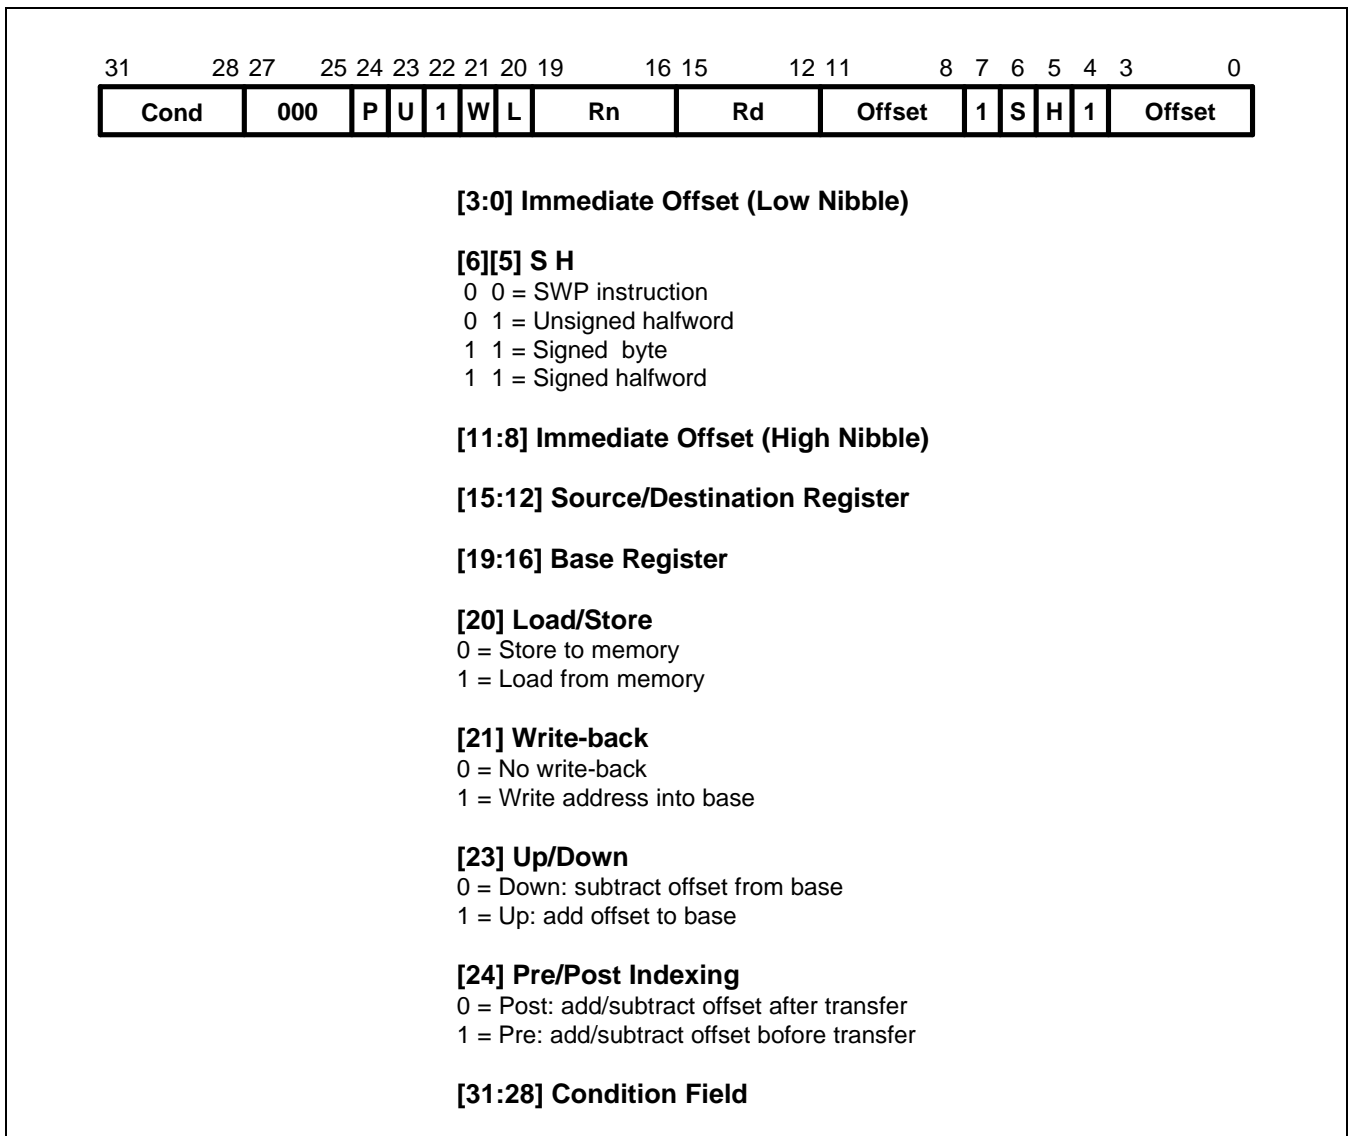 31 28 27 25 24 23 22 21 20 19 16 15 12 11 8 7 6 5 4 3 0
Cond 000 P U 1 W L Rn Rd Offset 1 S H 1 Offset
[3:0] Immediate Offset (Low Nibble)
[6][5] S H
0 0 = SWP instruction
0 1 = Unsigned halfword
1 1 = Signed byte
1 1 = Signed halfword
[11:8] Immediate Offset (High Nibble)
[15:12] Source/Destination Register
[19:16] Base Register
[20] Load/Store
0 = Store to memory
1 = Load from memory
[21] Write-back
0 = No write-back
1 = Write address into base
[23] Up/Down
0 = Down: subtract offset from base
1 = Up: add offset to base
[24] Pre/Post Indexing
0 = Post: add/subtract offset after transfer
1 = Pre: add/subtract offset bofore transfer
[31:28] Condition Field